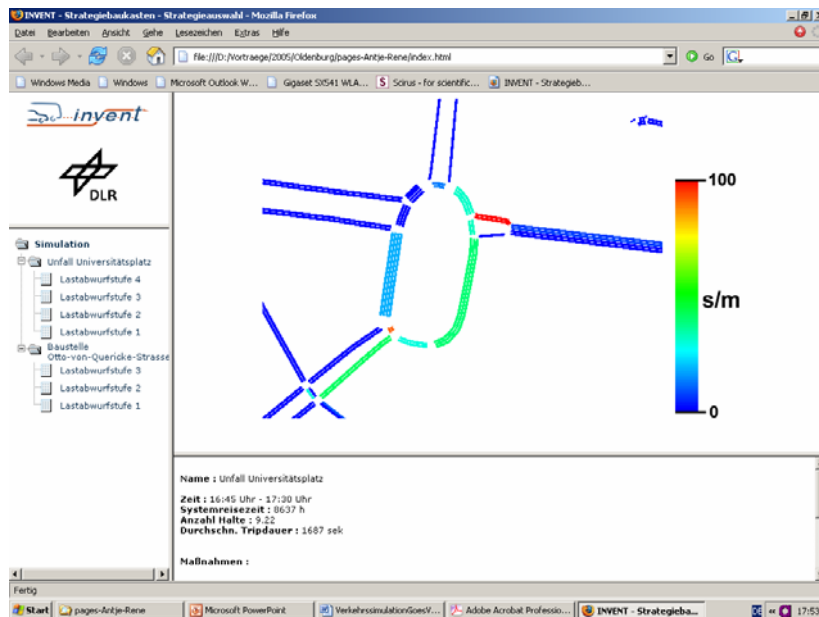 INVENT - Strategiebaukasten - Strategieauswahl - Mozilla Firefox
Datei Bearbeiten Ansicht Gehe Lesezeichen Extras Hilfe
file:///D:/Vortraege/2005/Oldenburg/pages-Antje-Rene/index.html
Go
Windows Media Windows Microsoft Outlook W... Gigaset SX541 WLA... Scirus - for scientific... INVENT - Strategieb...
invent
DLR
Simulation
Unfall Universitätsplatz
Lastabwurfstufe 4
Lastabwurfstufe 3
Lastabwurfstufe 2
Lastabwurfstufe 1
Baustelle
Otto-von-Quericke-Strasse
Lastabwurfstufe 3
Lastabwurfstufe 2
Lastabwurfstufe 1
100
s/m
0
Name : Unfall Universitätsplatz
Zeit : 16:45 Uhr - 17:30 Uhr
Systemreisezeit : 8637 h
Anzahl Halte : 9.22
Durchschn. Tripdauer : 1687 sek
Maßnahmen :
Fertig
Start pages-Antje-Rene Microsoft PowerPoint VerkehrssimulationGoesV... Adobe Acrobat Professio... INVENT - Strategieba... DE « 17:53